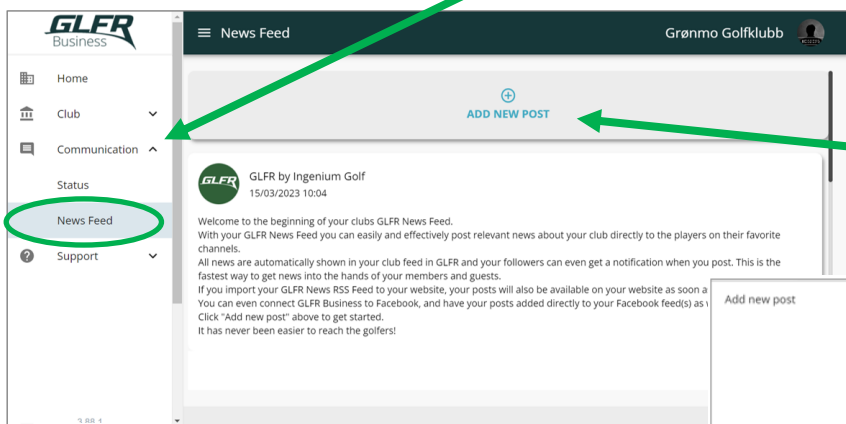 GLFR
Business
News Feed
Grønmo Golfklubb
Home
Club
Communication
Status
News Feed
Support
3.88.1
ADD NEW POST
GLFR
GLFR by Ingenium Golf
15/03/2023 10:04
Welcome to the beginning of your clubs GLFR News Feed.
With your GLFR News Feed you can easily and effectively post relevant news about your club directly to the players on their favorite
channels.
All news are automatically shown in your club feed in GLFR and your followers can even get a notification when you post. This is the
fastest way to get news into the hands of your members and guests.
If you import your GLFR News RSS Feed to your website, your posts will also be available on your website as soon a
You can even connect GLFR Business to Facebook, and have your posts added directly to your Facebook feed(s) as
Click "Add new post" above to get started.
It has never been easier to reach the golfers!
Add new post